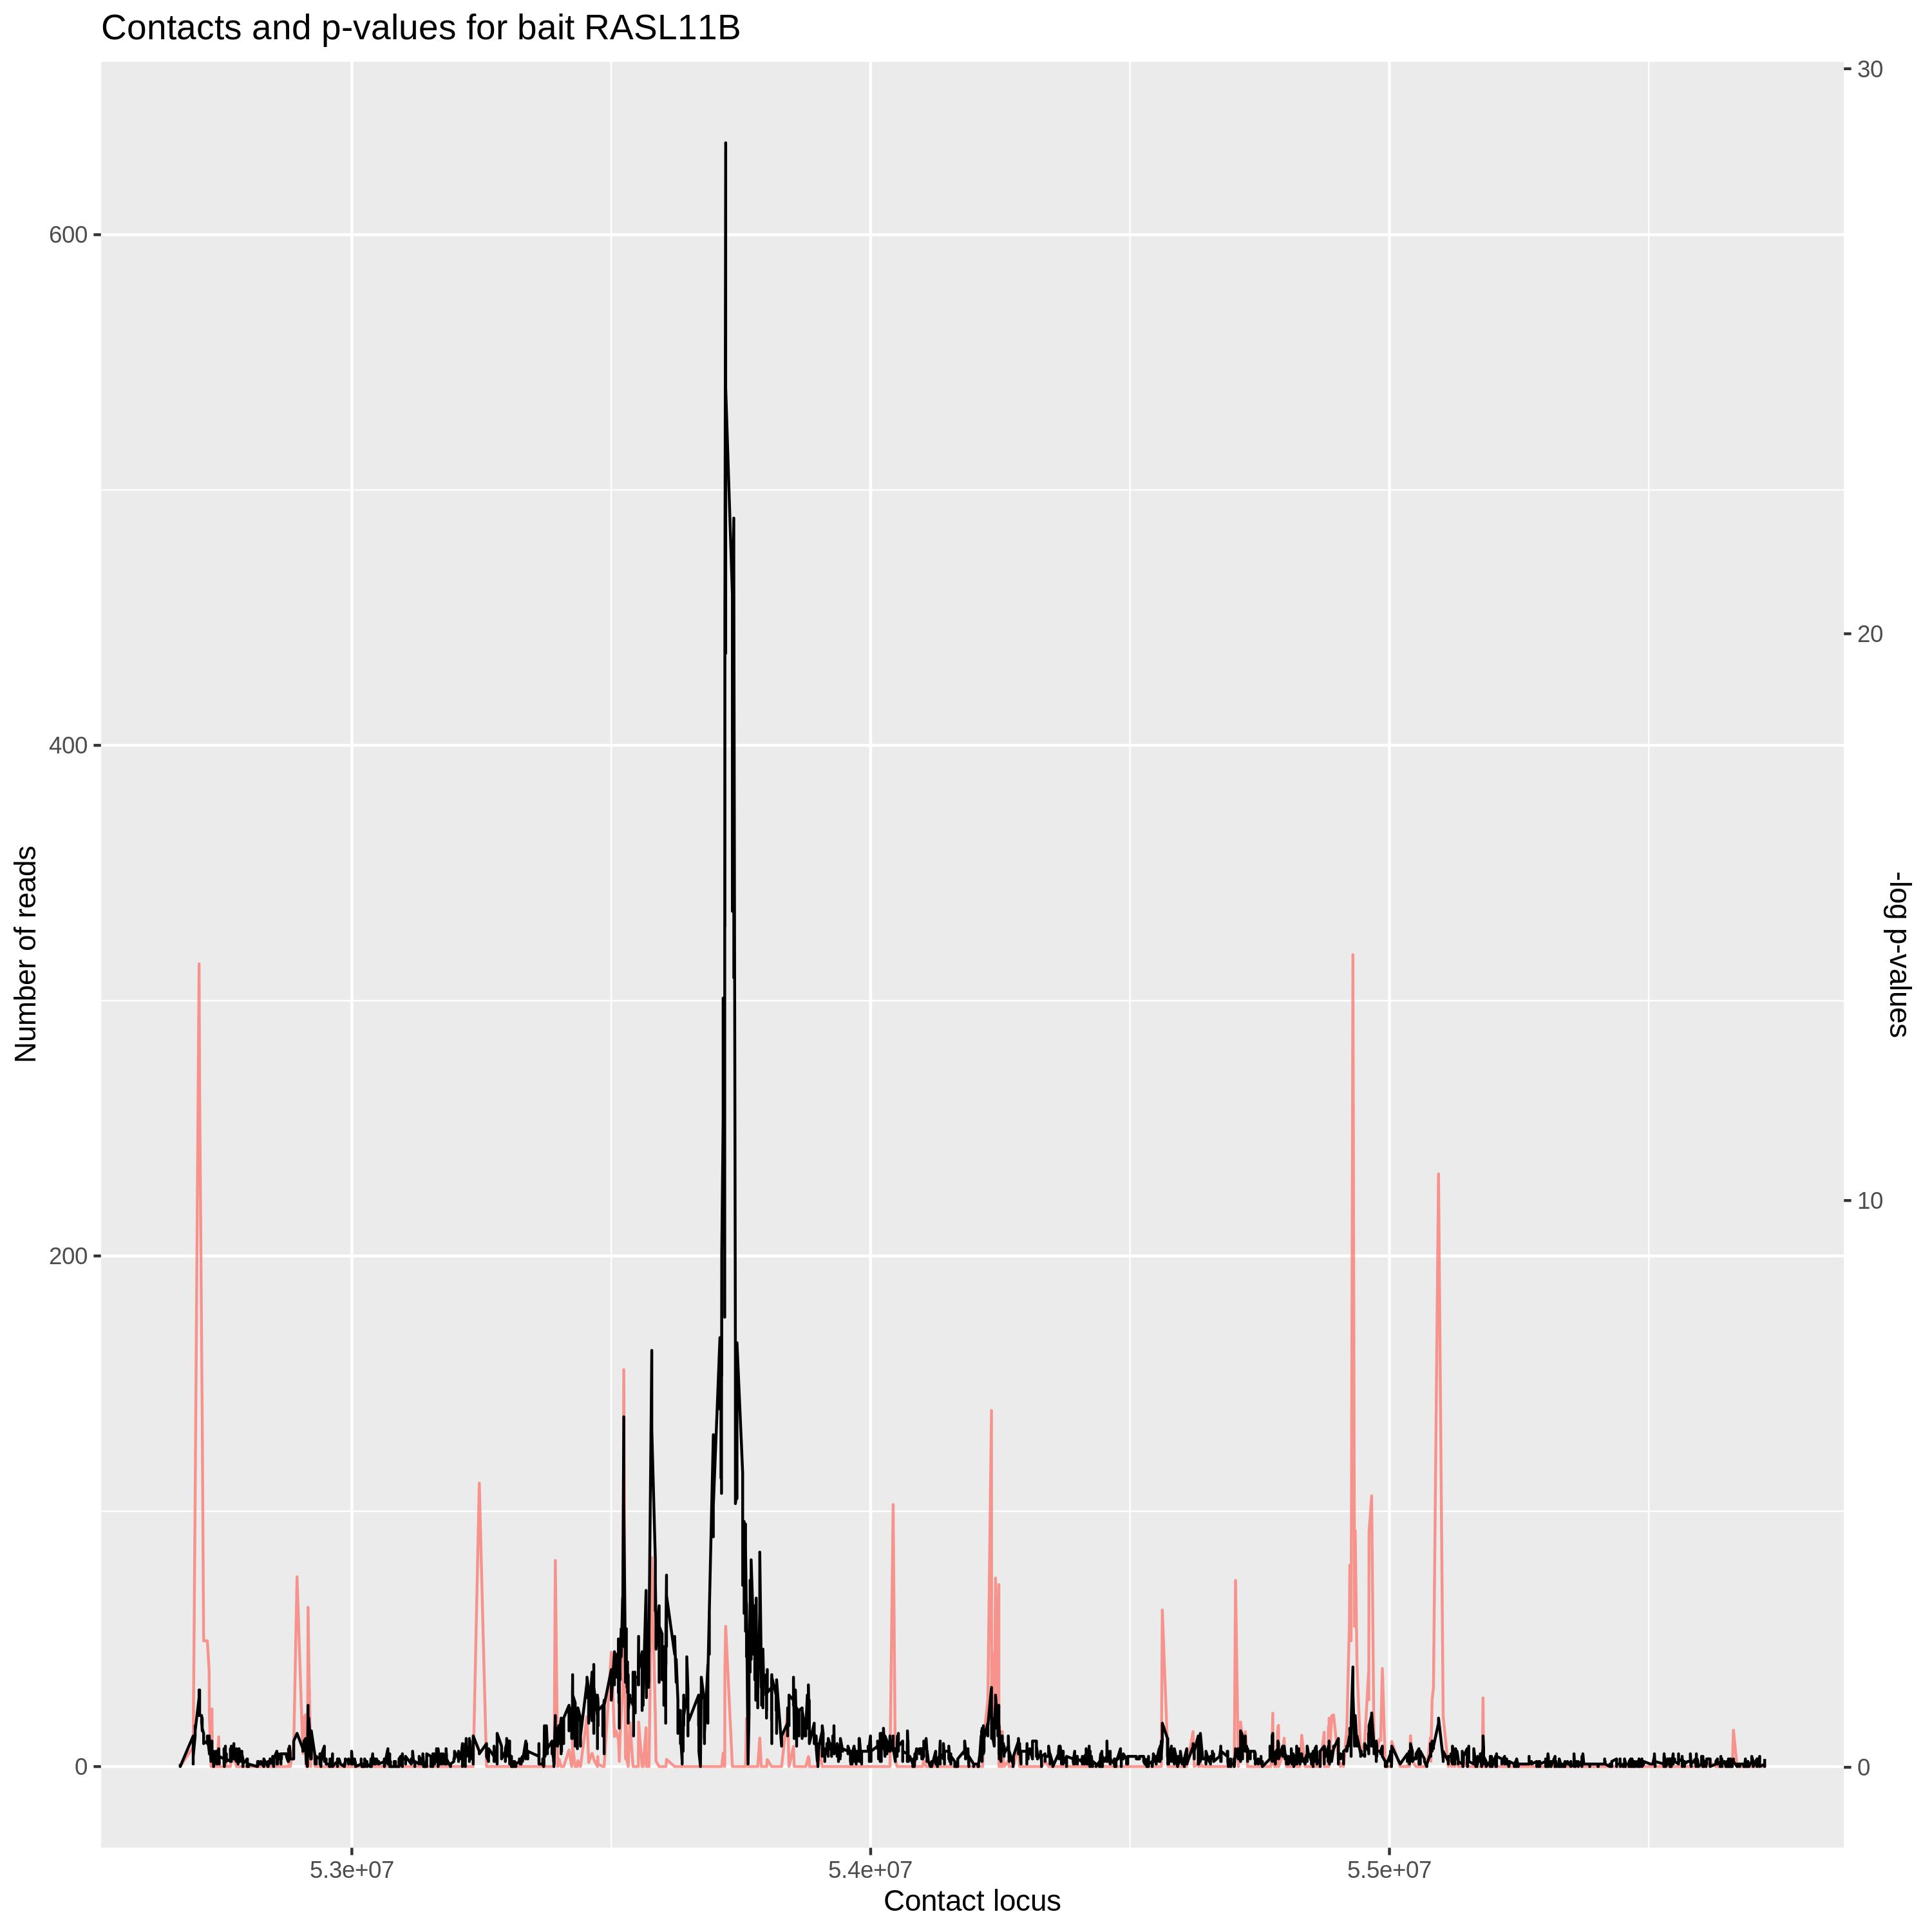 Contacts and p-values for bait RASL11B
600
400
200
0
Number of reads
30
20
10
0
-log p-values
5.3e+07
5.4e+07
5.5e+07
Contact locus